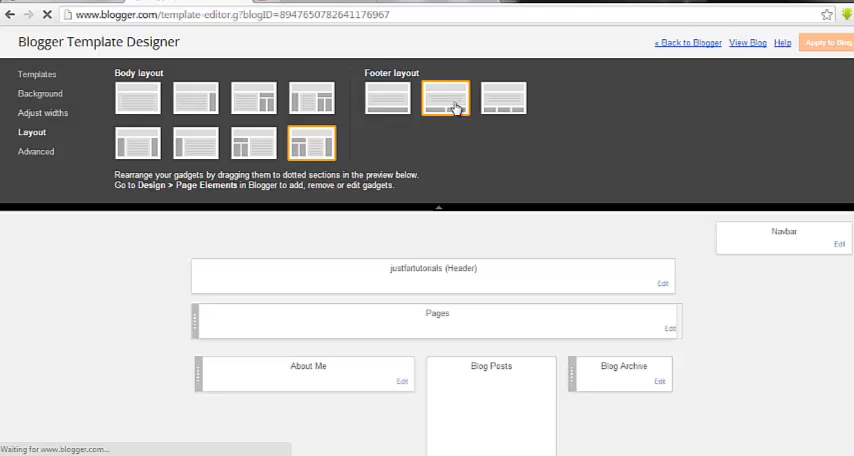 www.blogger.com/template-editor.g?blogID=8947650782641176967
Blogger Template Designer
« Back to Blogger View Blog Help Apply to Blog
Templates
Background
Adjust widths
Layout
Advanced
Body layout
Footer layout
Rearrange your gadgets by dragging them to dotted sections in the preview below.
Go to Design > Page Elements in Blogger to add, remove or edit gadgets.
Navbar
Edit
justfortutorials (Header)
Edit
Pages
Edit
About Me
Edit
Blog Posts
Blog Archive
Edit
Waiting for www.blogger.com...